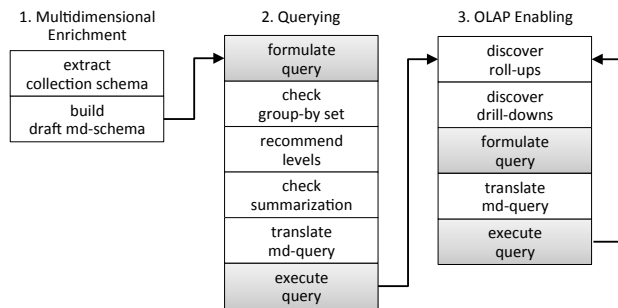 1. Multidimensional
Enrichment
extract
collection schema
build
draft md-schema
2. Querying
formulate
query
check
group-by set
recommend
levels
check
summarization
translate
md-query
execute
query
3. OLAP Enabling
discover
roll-ups
discover
drill-downs
formulate
query
translate
md-query
execute
query